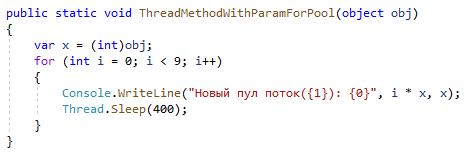 public static void ThreadMethodWithParamForPool(object obj)
{
var x = (int)obj;
for (int i = 0; i < 9; i++)
{
Console.WriteLine("Новый пул поток({1}): {0}", i * x, x);
Thread.Sleep(400);
}
}